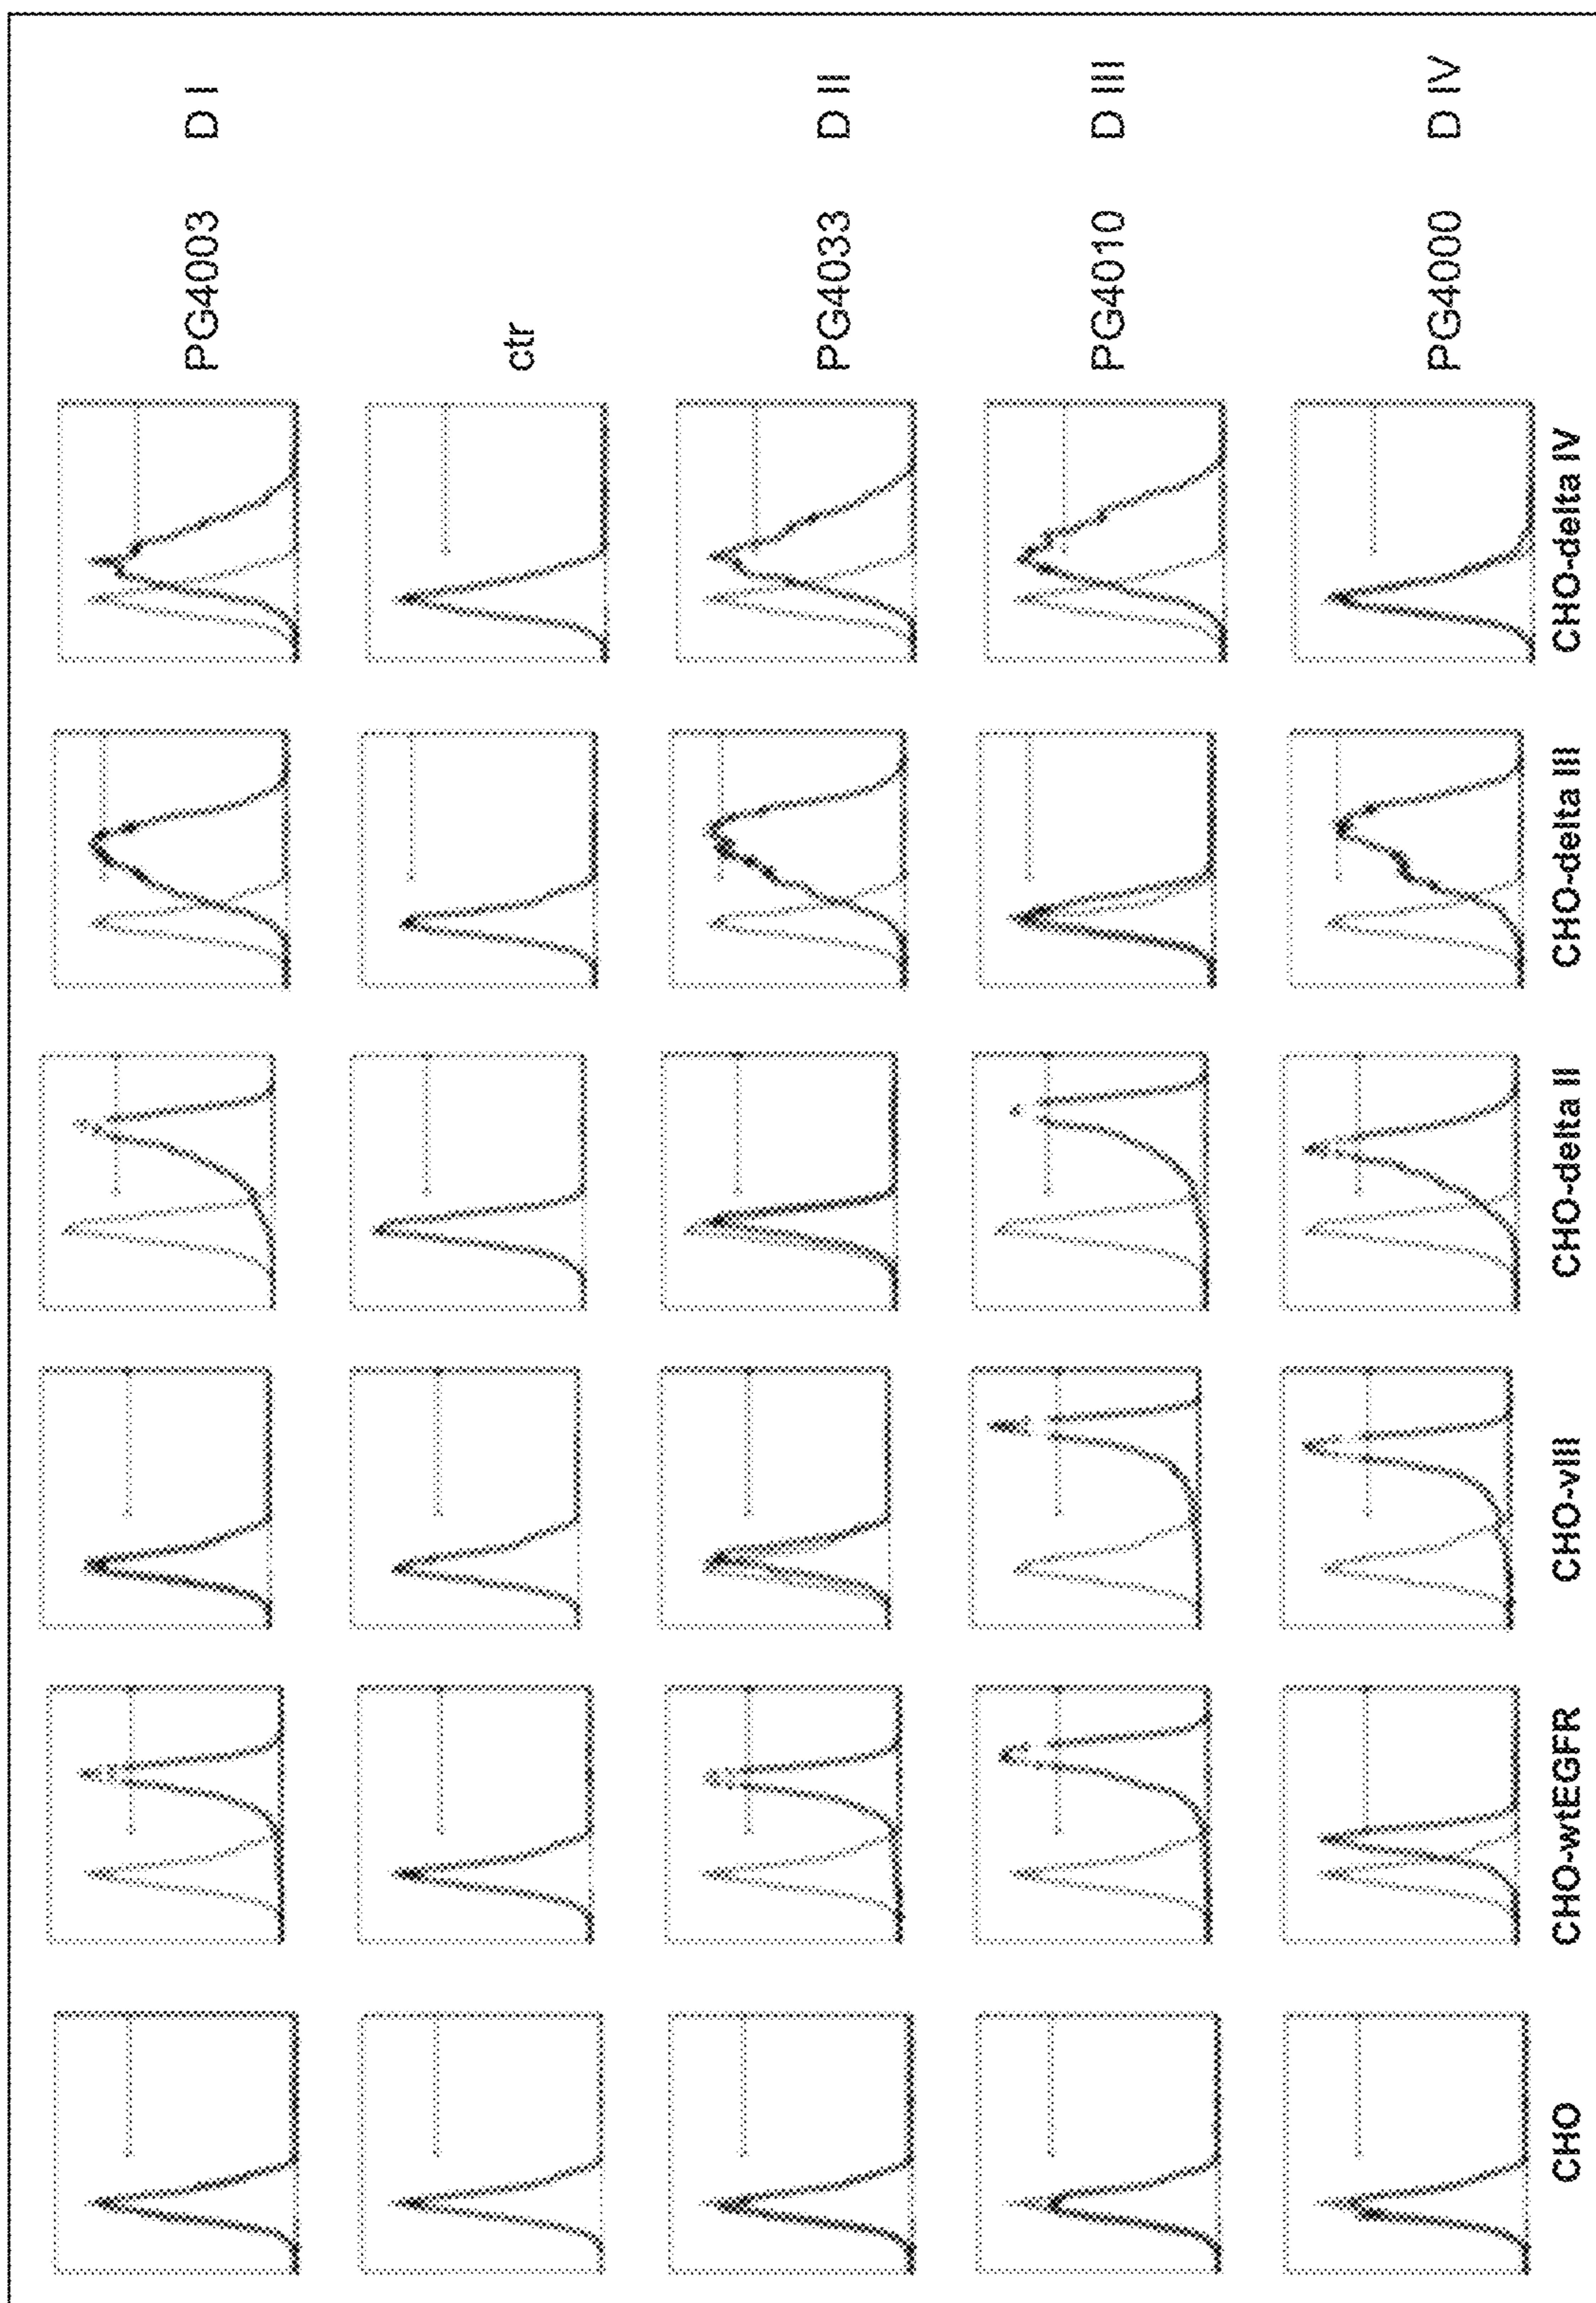 PG4003 D I
ctr
PG4033 D II
PG4010 D III
PG4000 D IV
CHO
CHO-wtEGFR
CHO-vIII
CHO-delta II
CHO-delta III
CHO-delta IV